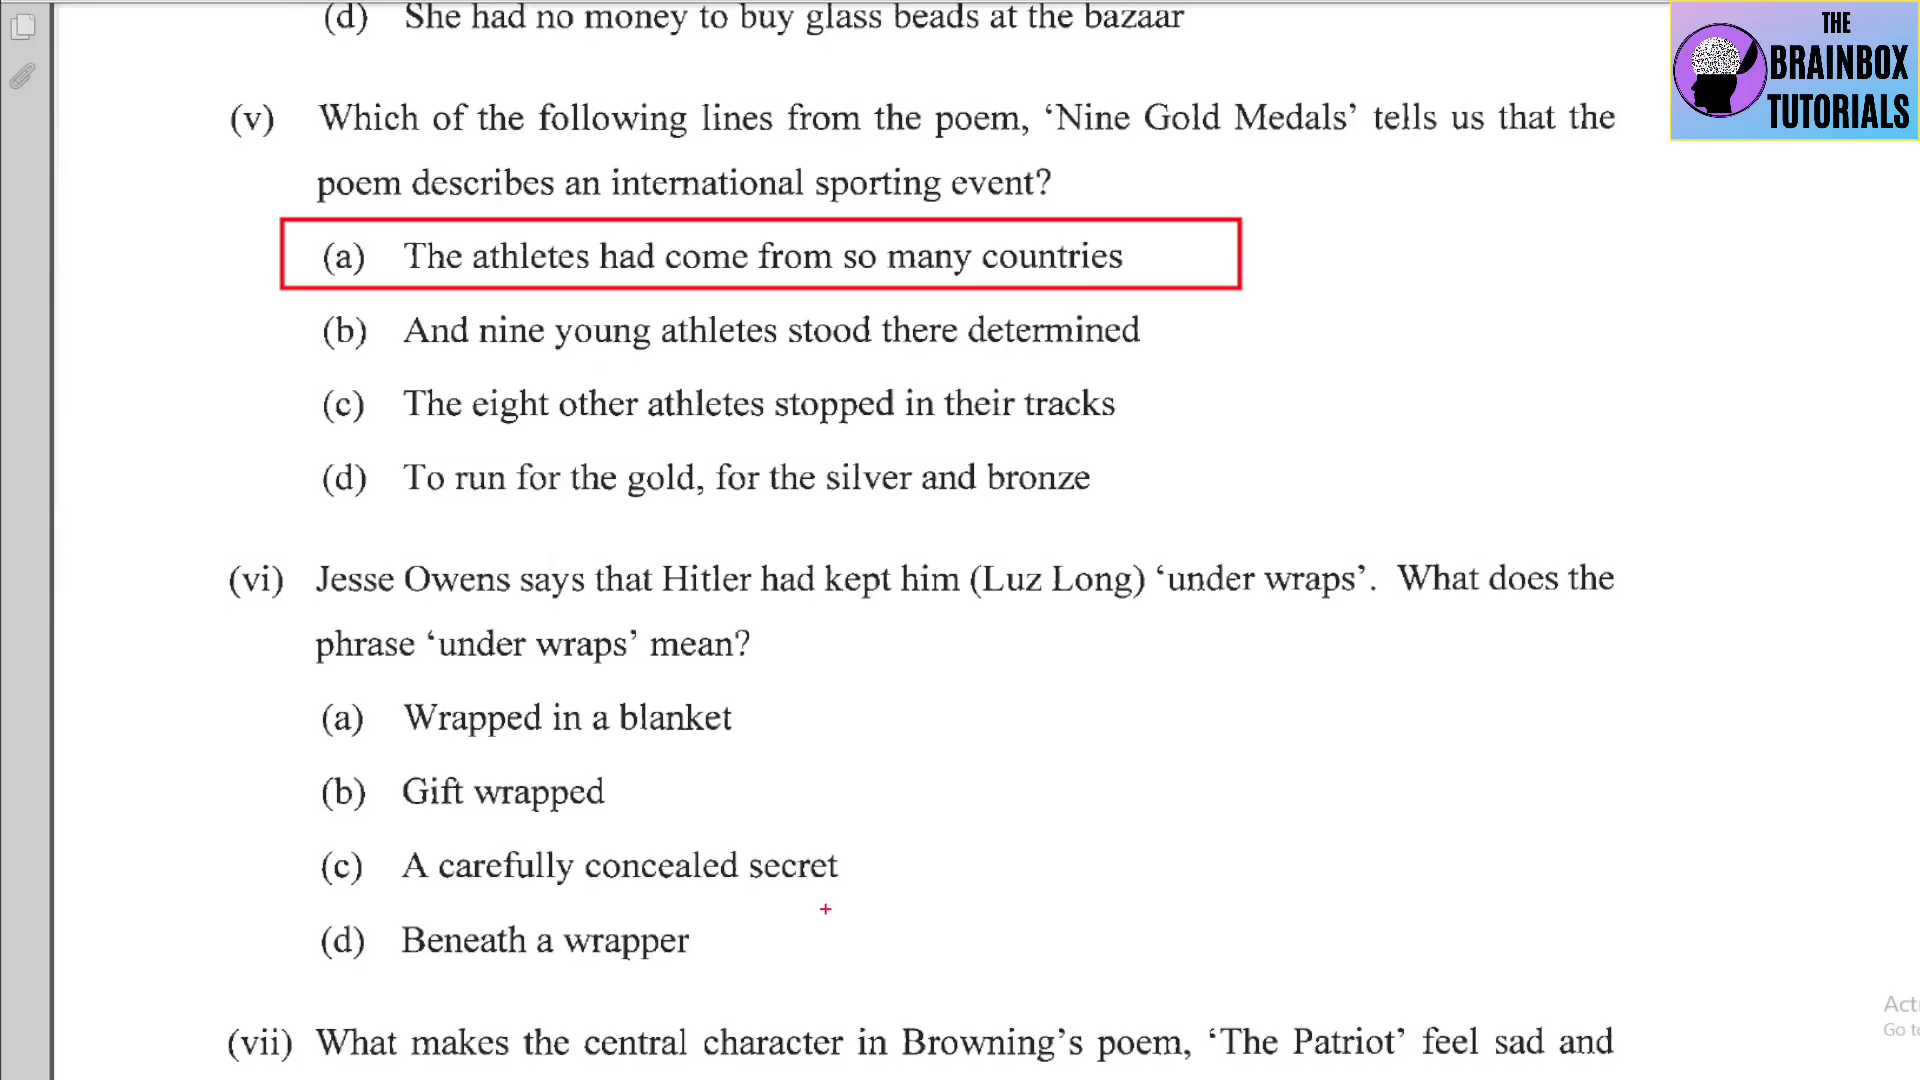 (d) She had no money to buy glass beads at the bazaar
THE
BRAINBOX
TUTORIALS
(v) Which of the following lines from the poem, ‘Nine Gold Medals’ tells us that the
poem describes an international sporting event?
(a) The athletes had come from so many countries
(b) And nine young athletes stood there determined
(c) The eight other athletes stopped in their tracks
(d) To run for the gold, for the silver and bronze
(vi) Jesse Owens says that Hitler had kept him (Luz Long) ‘under wraps’. What does the
phrase ‘under wraps’ mean?
(a) Wrapped in a blanket
(b) Gift wrapped
(c) A carefully concealed secret
(d) Beneath a wrapper
(vii) What makes the central character in Browning’s poem, ‘The Patriot’ feel sad and